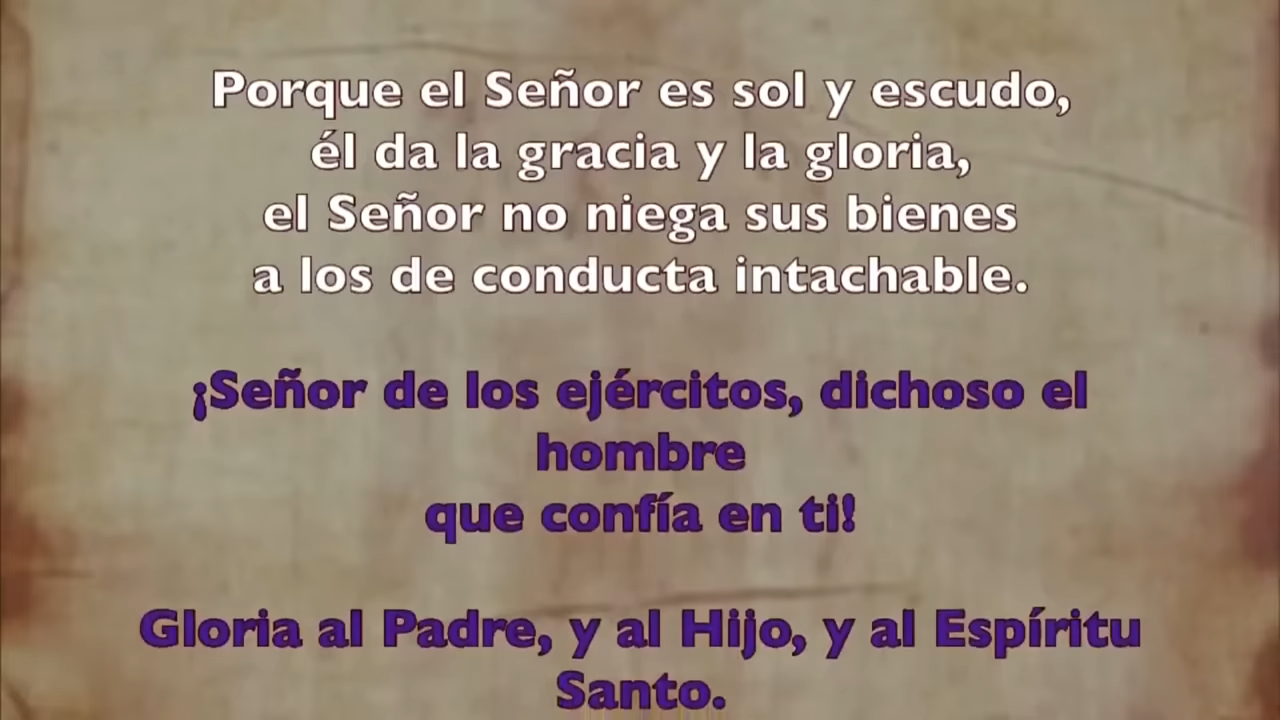 Porque el Señor es sol y escudo,
él da la gracia y la gloria,
el Señor no niega sus bienes
a los de conducta intachable.
¡Señor de los ejércitos, dichoso el
hombre
que confía en ti!
Gloria al Padre, y al Hijo, y al Espíritu
Santo.